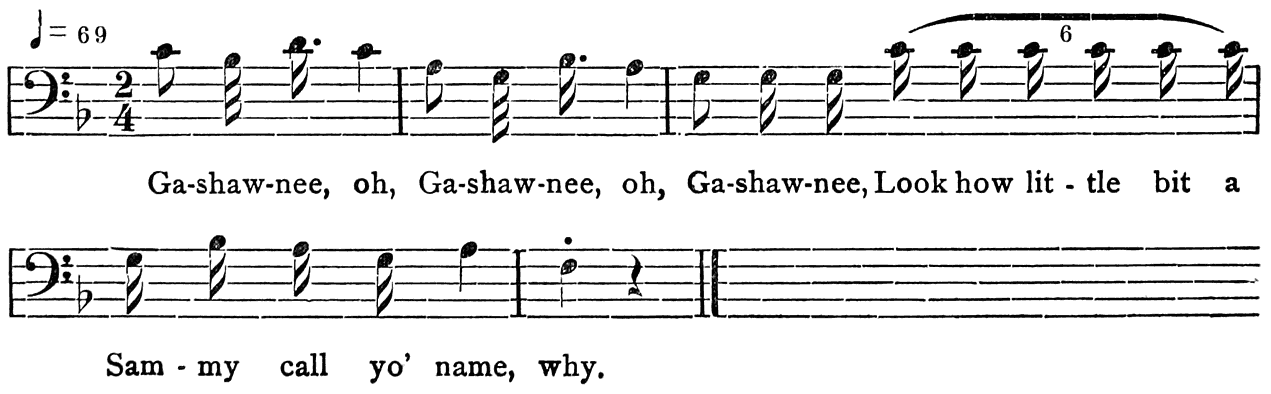 = 69
2
4
6
Ga-shaw-nee, oh, Ga-shaw-nee, oh, Ga-shaw-nee, Look how lit - tle bit a
Sam - my call yo' name, why.